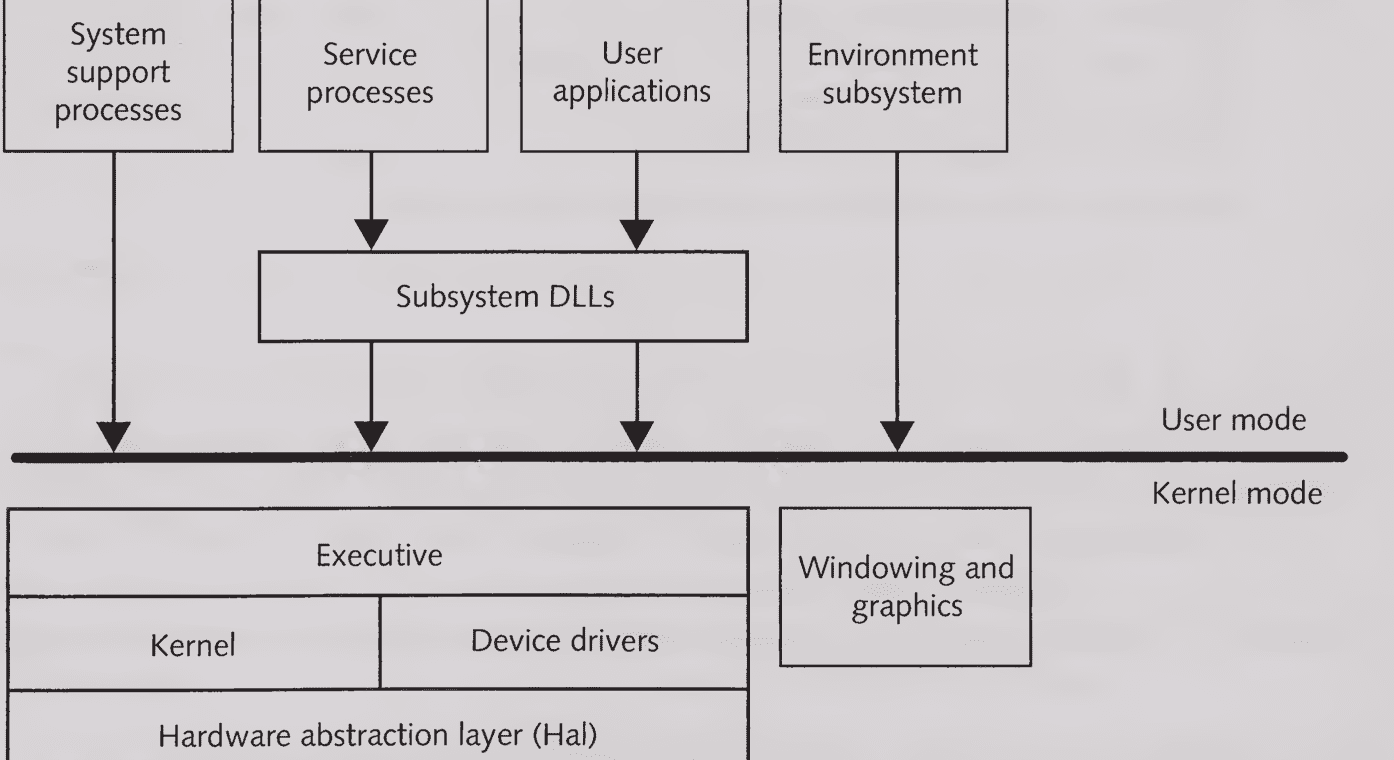 System
support
processes
Service
processes
User
applications
Environment
subsystem
Subsystem DLLs
User mode
Kernel mode
Executive
Windowing and
graphics
Kernel
Device drivers
Hardware abstraction layer (Hal)